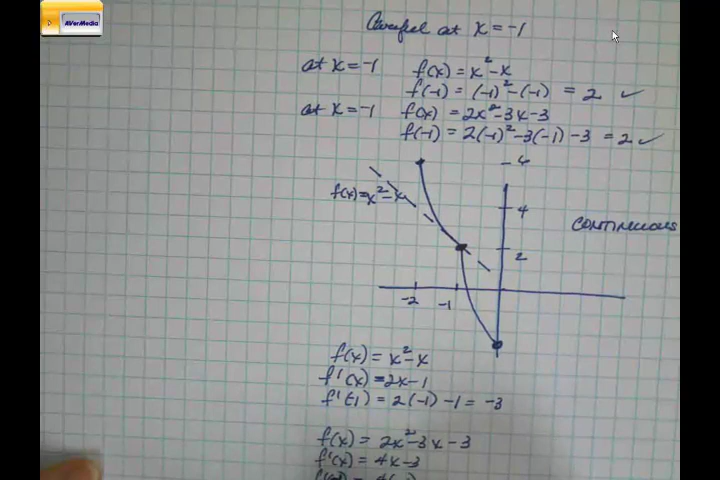 AVerMedia
Careful at x = -1
at x = -1 f(x) = x² - x
f(-1) = (-1)² - (-1) = 2 ✓
at x = -1 f(x) = 2x² - 3x - 3
f(-1) = 2(-1)² - 3(-1) - 3 = 2 ✓
6
f(x) = x² - x
4
CONTINUOUS
2
-2 -1
f(x) = x² - x
f'(x) = 2x - 1
f'(-1) = 2(-1) - 1 = -3
f(x) = 2x² - 3x - 3
f'(x) = 4x - 3